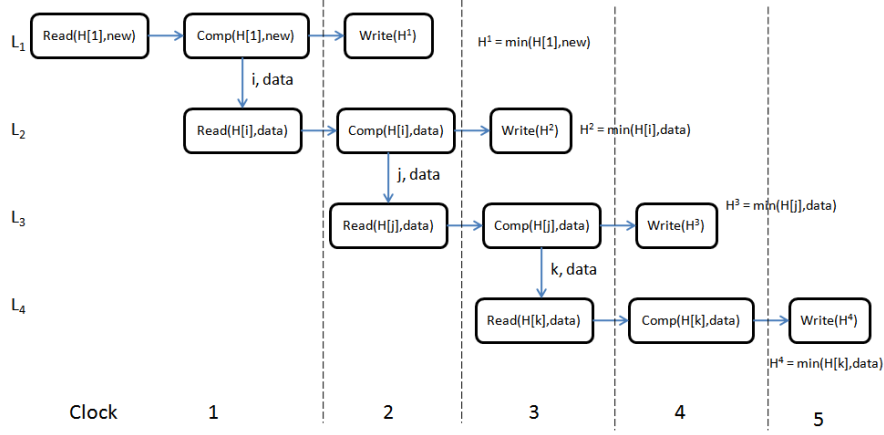 L1 Read(H[1],new) Comp(H[1],new) Write(H¹) H¹ = min(H[1],new)
i, data
L2 Read(H[i],data) Comp(H[i],data) Write(H²) H² = min(H[i],data)
j, data
L3 Read(H[j],data) Comp(H[j],data) Write(H³) H³ = min(H[j],data)
k, data
L4 Read(H[k],data) Comp(H[k],data) Write(H⁴)
H⁴ = min(H[k],data)
Clock 1 2 3 4 5